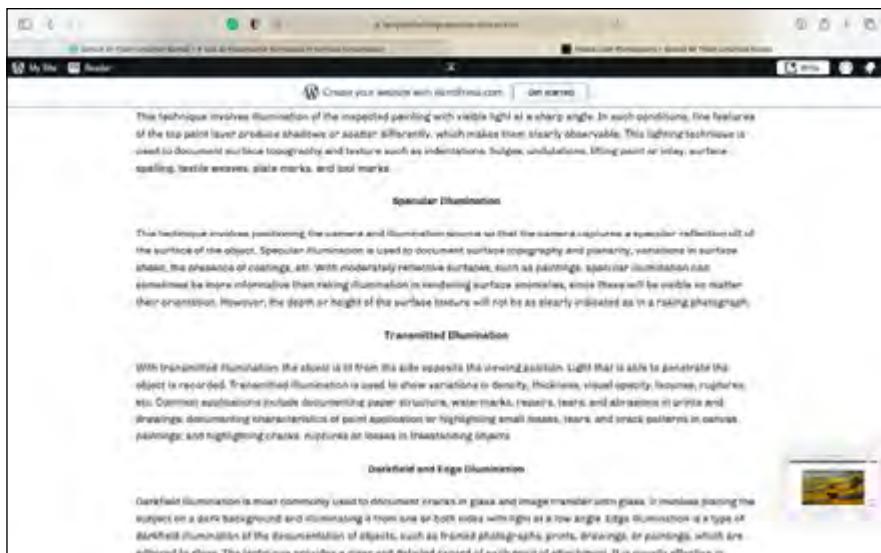 My Site Reader
Create your website with WordPress.com Get started
This technique involves illumination of the inspected painting with visible light at a sharp angle. In such conditions, fine features
of the top paint layer produce shadows or scatter differently, which makes them clearly observable. This lighting technique is
used to document surface topography and texture such as indentations, bulges, undulations, lifting paint or inlay, surface
spalling, textile weaves, plate marks, and tool marks
Specular Illumination
This technique involves positioning the camera and illumination source so that the camera captures a specular reflection off of
the surface of the object. Specular illumination is used to document surface topography and planarity, variations in surface
sheen, the presence of coatings, etc. With moderately reflective surfaces, such as paintings, specular illumination can
sometimes be more informative than raking illumination in rendering surface anomalies, since these will be visible no matter
their orientation. However, the depth or height of the surface texture will not be as clearly indicated as in a raking photograph.
Transmitted Illumination
With transmitted illumination, the object is lit from the side opposite the viewing position. Light that is able to penetrate the
object is recorded. Transmitted illumination is used to show variations in density, thickness, visual opacity, lacunae, ruptures,
etc. Common applications include documenting paper structure, watermarks, repairs, tears, and abrasions in prints and
drawings; documenting characteristics of paint application or highlighting small losses, tears, and crack patterns in canvas
paintings; and highlighting cracks, ruptures or losses in freestanding objects
Darkfield and Edge Illumination
Darkfield illumination is most commonly used to document cracks in glass and image transfer onto glass. It involves placing the
subject on a dark background and illuminating it from one or both sides with light at a low angle. Edge illumination is a type of
darkfield illumination of the documentation of objects, such as framed photographs, prints, drawings, or paintings, which are